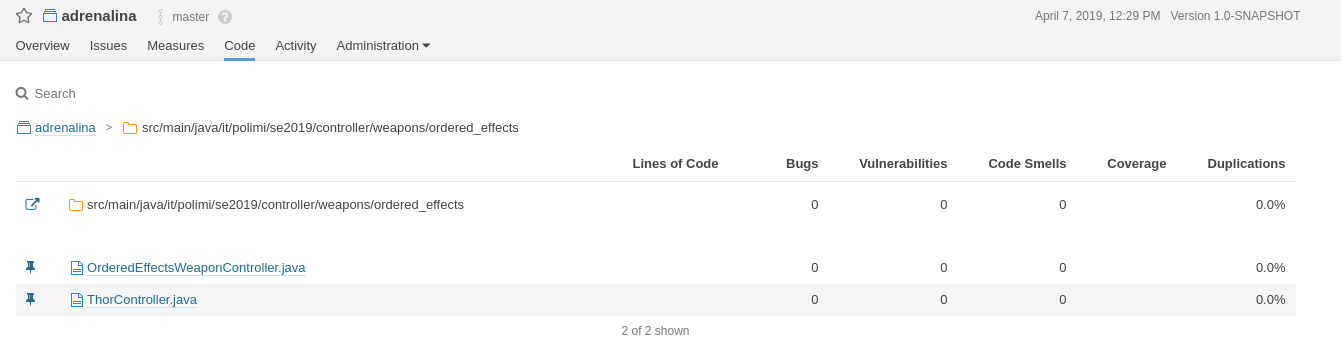 adrenalina master ? April 7, 2019, 12:29 PM Version 1.0-SNAPSHOT
Overview Issues Measures Code Activity Administration
Search
adrenalina > src/main/java/it/polimi/se2019/controller/weapons/ordered_effects
Lines of Code Bugs Vulnerabilities Code Smells Coverage Duplications
src/main/java/it/polimi/se2019/controller/weapons/ordered_effects 0 0 0 0.0%
OrderedEffectsWeaponController.java 0 0 0 0.0%
ThorController.java 0 0 0 0.0%
2 of 2 shown